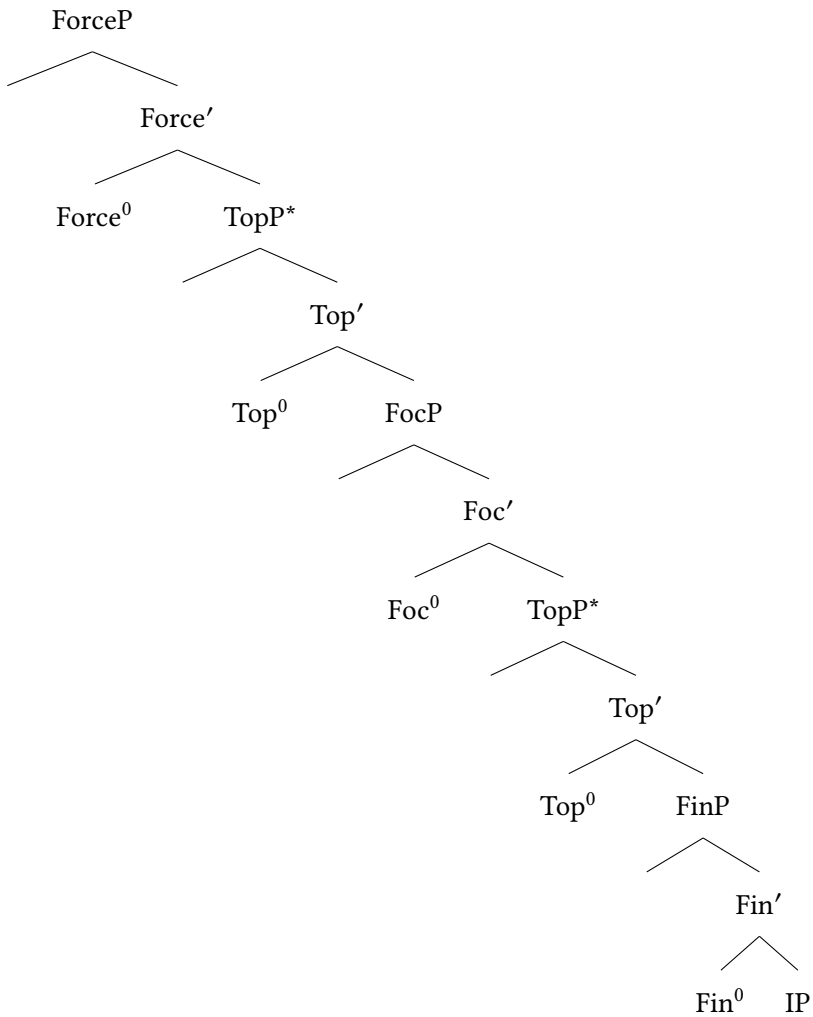 ForceP
Force′
Force⁰ TopP*
Top′
Top⁰ FocP
Foc′
Foc⁰ TopP*
Top′
Top⁰ FinP
Fin′
Fin⁰ IP